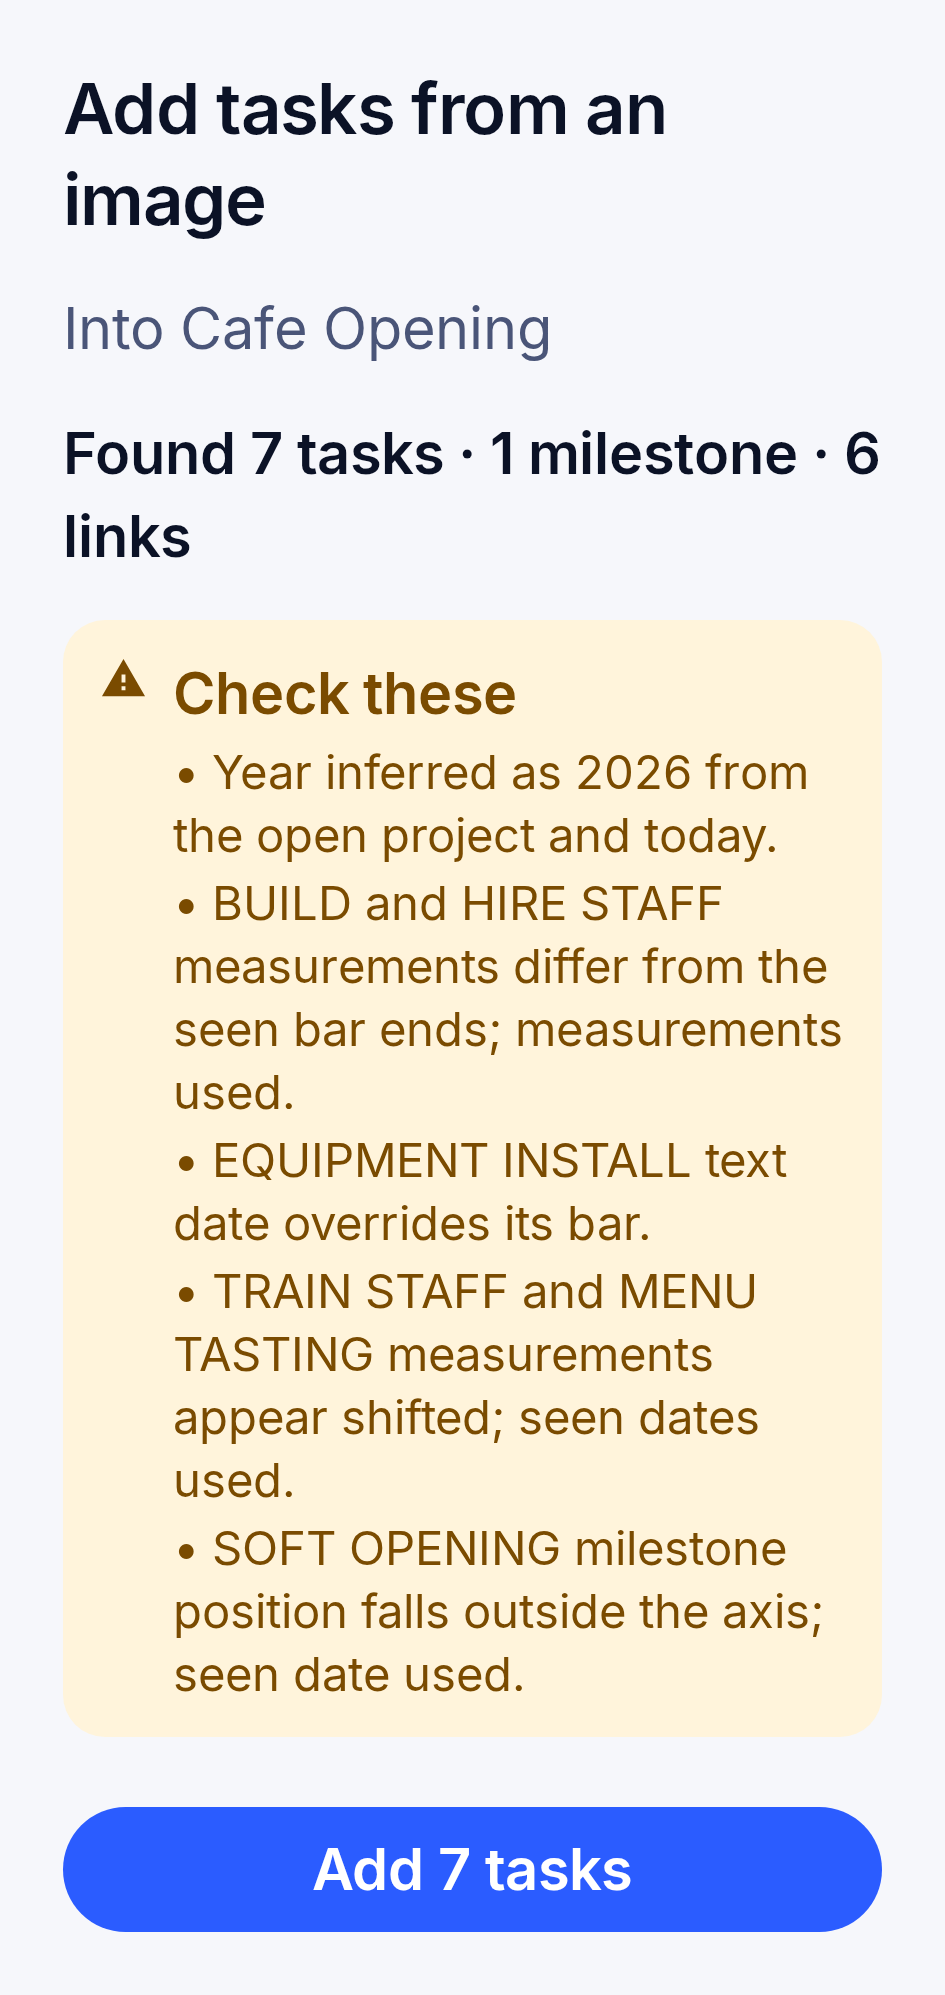 Add tasks from an
image
Into Cafe Opening
Found 7 tasks · 1 milestone · 6
links
Check these
• Year inferred as 2026 from
the open project and today.
• BUILD and HIRE STAFF
measurements differ from the
seen bar ends; measurements
used.
• EQUIPMENT INSTALL text
date overrides its bar.
• TRAIN STAFF and MENU
TASTING measurements
appear shifted; seen dates
used.
• SOFT OPENING milestone
position falls outside the axis;
seen date used.
Add 7 tasks